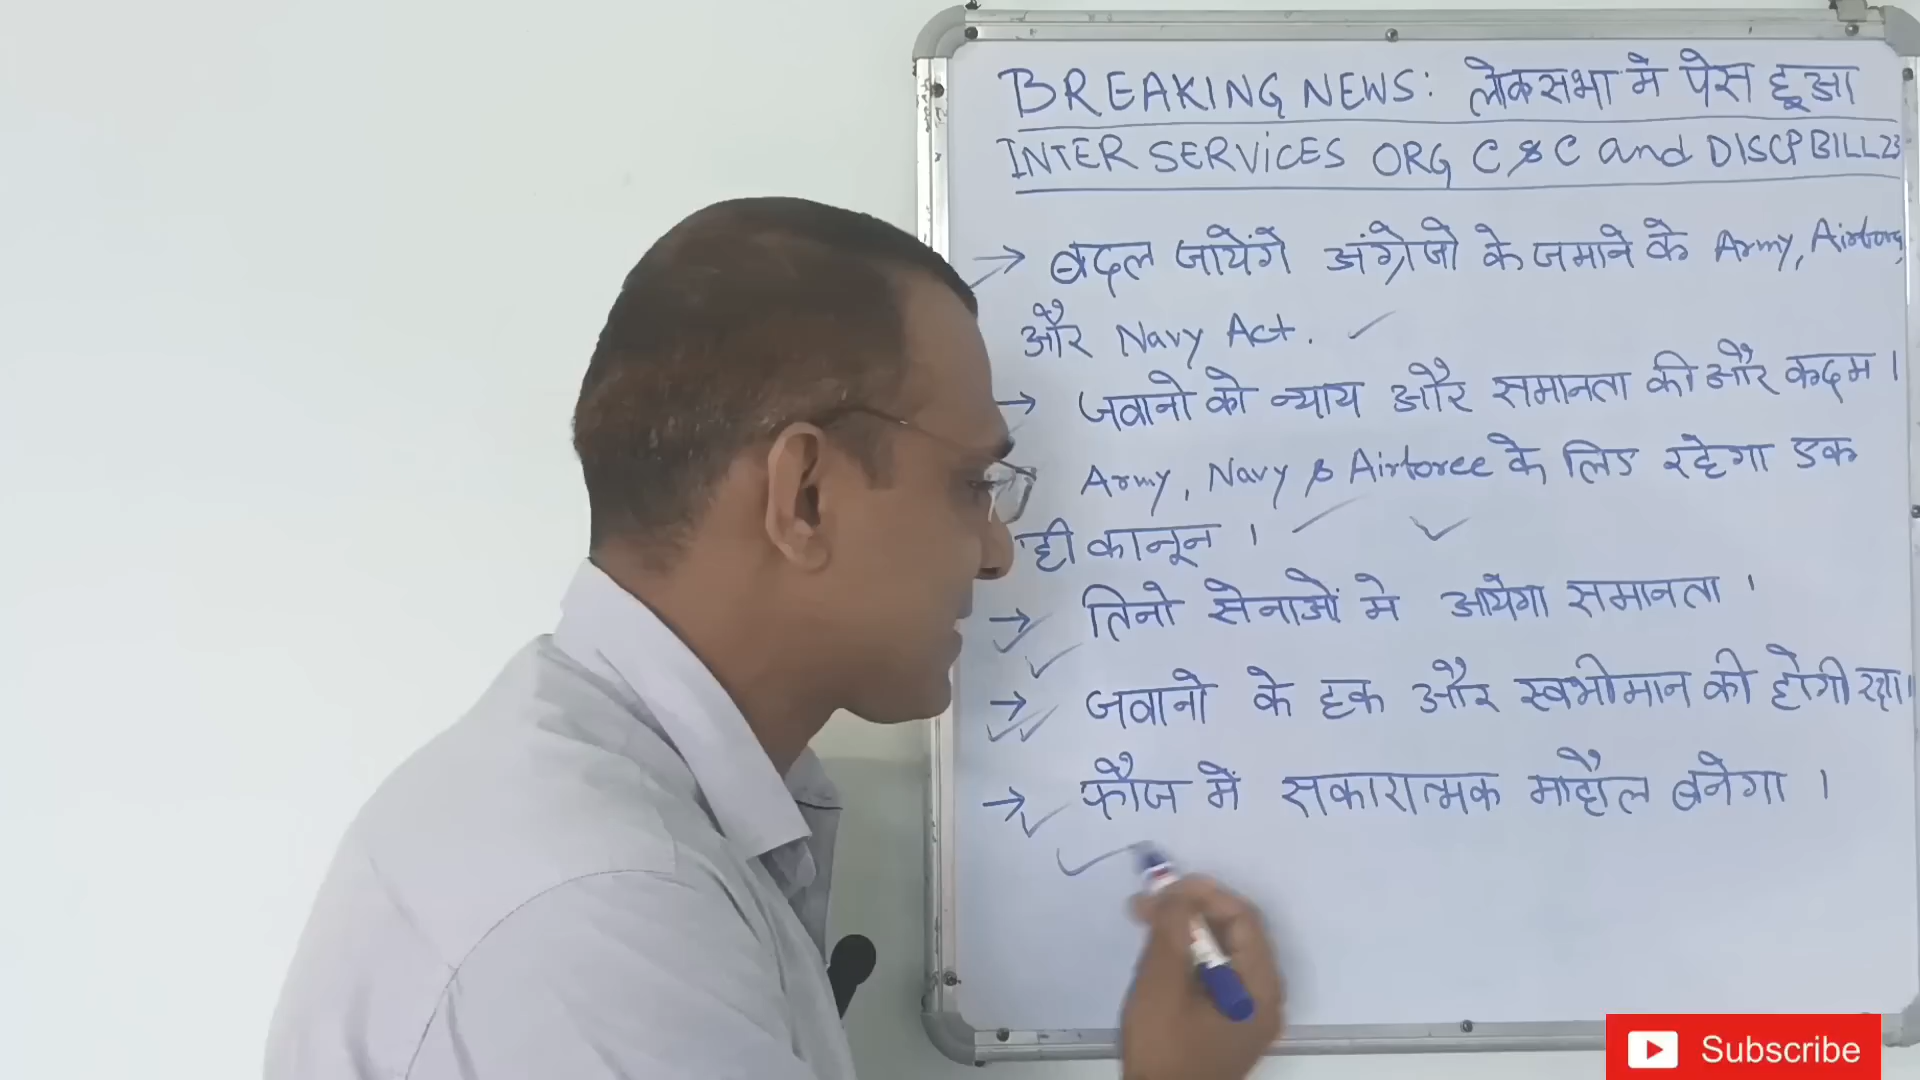 BREAKING NEWS: लोकसभा मे पेस हुआ
INTER SERVICES ORG C & C and DISCP BILL 23
→ बदल जायेंगे अंग्रेजो के जमाने के Army, Airforce,
और Navy Act.
→ जवानो को न्याय और समानता की और कदम ।
Army, Navy & Airforce के लिए रहेगा एक
ही कानून ।
→ तिनो सेनाओं मे आयेगा समानता ।
→ जवानो के हक और स्वभीमान की होगी रक्षा ।
→ फौज में सकारात्मक माहौल बनेगा ।
Subscribe